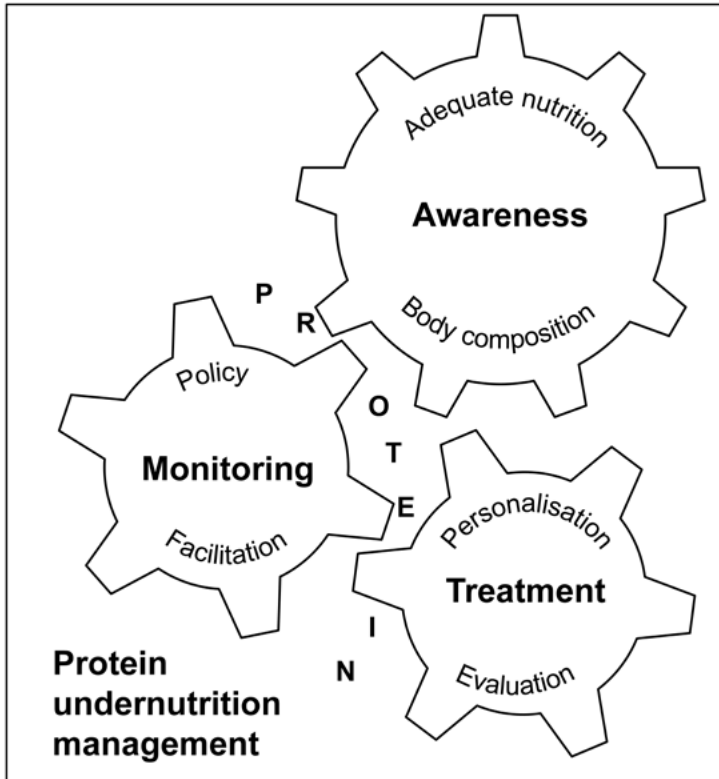 Adequate nutrition
Awareness
Body composition
P
R
O
T
E
I
N
Policy
Monitoring
Facilitation
Personalisation
Treatment
Evaluation
Protein
undernutrition
management